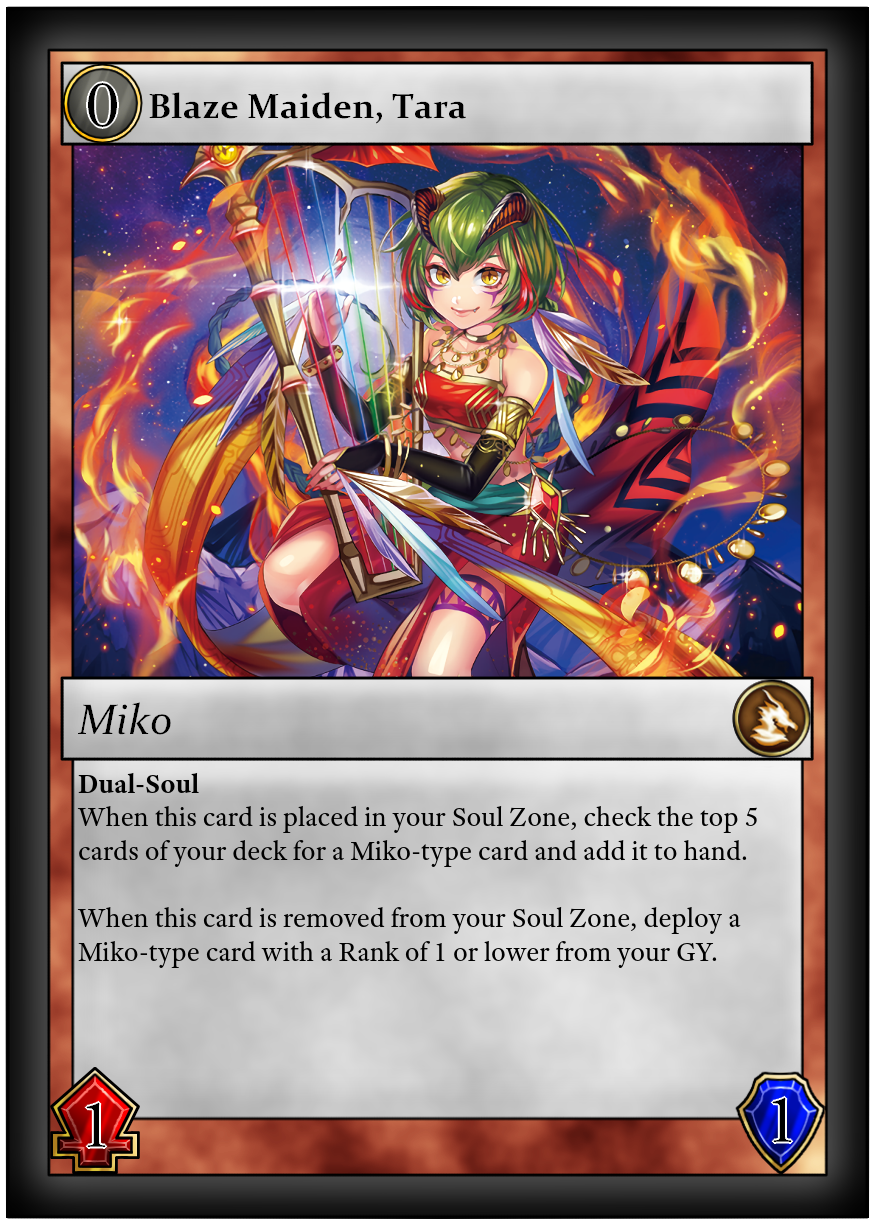 0
Blaze Maiden, Tara
Miko
Dual-Soul
When this card is placed in your Soul Zone, check the top 5
cards of your deck for a Miko-type card and add it to hand.
When this card is removed from your Soul Zone, deploy a
Miko-type card with a Rank of 1 or lower from your GY.
1
1